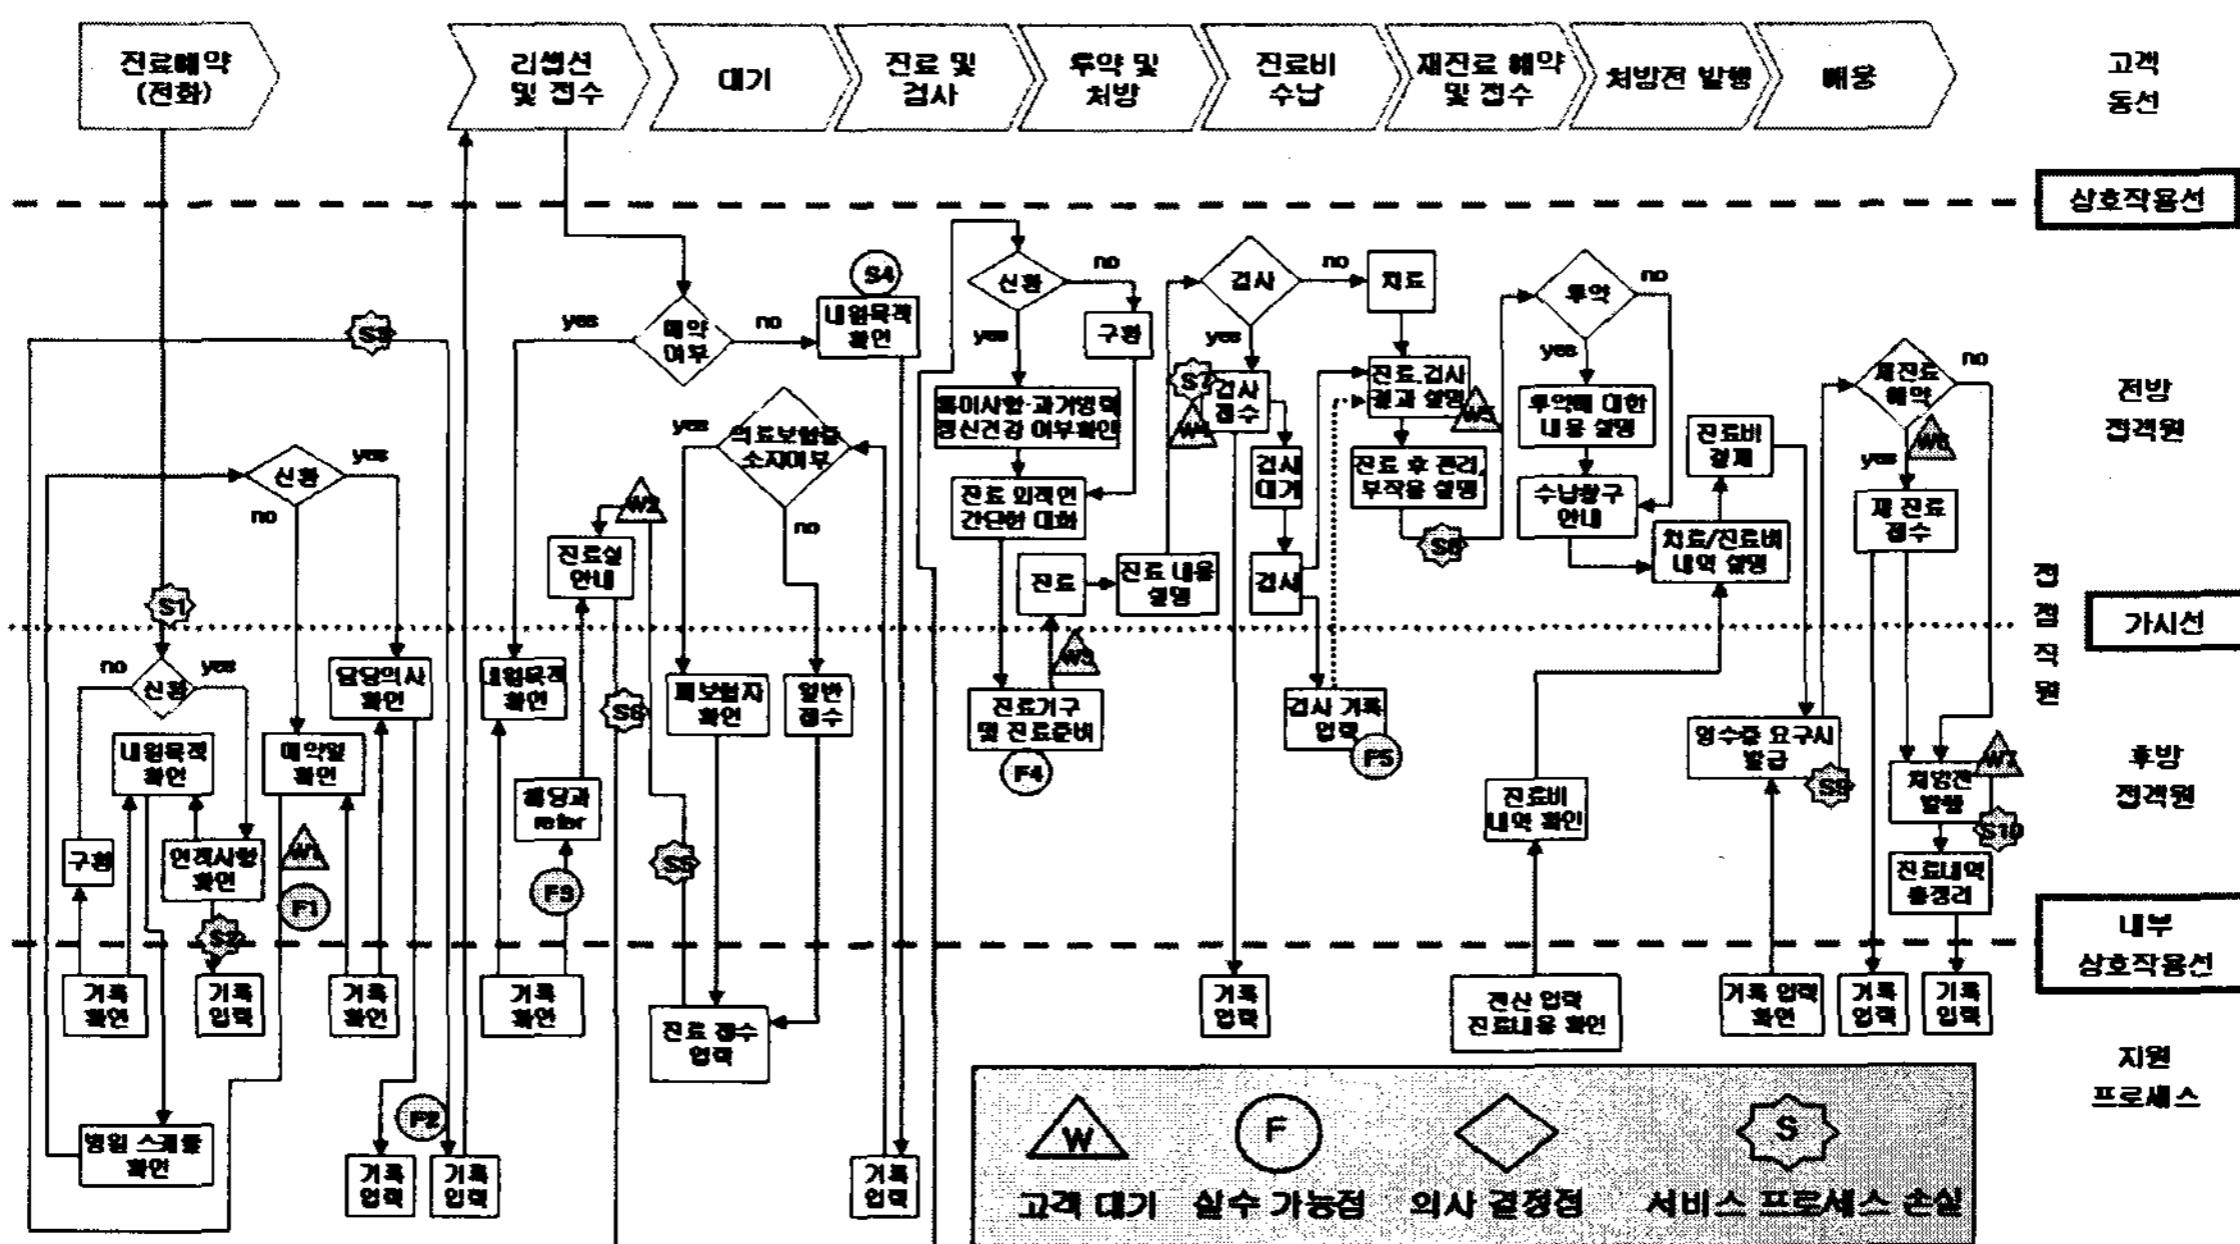 진료예약
(전화)
리셉션
및 접수
대기
진료 및
검사
투약 및
처방
진료비
수납
재진료 예약
및 접수
처방전 발행
배웅
고객
동선
상호작용선
S4
신환
no
yes
구환
검사
no
yes
치료
투약
no
yes
내원목적
확인
S3
yes
예약
여부
no
S7
검사
접수
W4
진료.검사
결과 설명
W5
재진료
예약
no
yes
W6
전방
접객원
특이사항·과거병력
정신건강 여부확인
투약에 대한
내용 설명
진료비
결제
yes
의료보험증
소지여부
no
신환
yes
no
검사
대기
진료 후 관리,
부작용 설명
진료 외적인
간단한 대화
수납창구
안내
재 진료
접수
W2
진료실
안내
S8
치료/진료비
내역 설명
진료
진료 내용
설명
검사
S1
접
점
직
원
가시선
no
신환
yes
담당의사
확인
내원목적
확인
S6
피보험자
확인
일반
접수
W3
진료기구
및 진료준비
F4
검사 기록
입력
F5
영수증 요구시
발급
S9
내원목적
확인
예약일
확인
W7
처방전
발행
S10
후방
접객원
해당과
refer
진료비
내역 확인
구환
연락사항
확인
W1
F1
F3
S5
진료내역
총정리
S2
내부
상호작용선
기록
확인
기록
입력
기록
확인
기록
확인
진료 접수
입력
기록
입력
전산 입력
진료내용 확인
기록 입력
확인
기록
입력
기록
입력
지원
프로세스
F2
병원 스케줄
확인
기록
입력
기록
입력
기록
입력
W
F
S
고객 대기
실수 가능점
의사 결정점
서비스 프로세스 손실